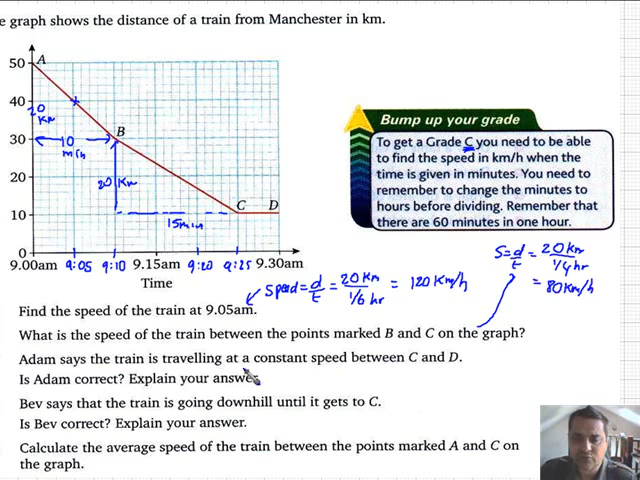 e graph shows the distance of a train from Manchester in km.
50
40
30
20
10
0
A
B
C
D
20
KM
10
min
20 KM
15min
9.00am
9:05
9:10
9.15am
9:20
9:25
9.30am
Time
Bump up your grade
To get a Grade C you need to be able
to find the speed in km/h when the
time is given in minutes. You need to
remember to change the minutes to
hours before dividing. Remember that
there are 60 minutes in one hour.
S=d/t = 20km / 1/4 hr
= 80km/h
Speed = d/t = 20km / 1/6 hr = 120 km/h
Find the speed of the train at 9.05am.
What is the speed of the train between the points marked B and C on the graph?
Adam says the train is travelling at a constant speed between C and D.
Is Adam correct? Explain your answer
Bev says that the train is going downhill until it gets to C.
Is Bev correct? Explain your answer.
Calculate the average speed of the train between the points marked A and C on
the graph.